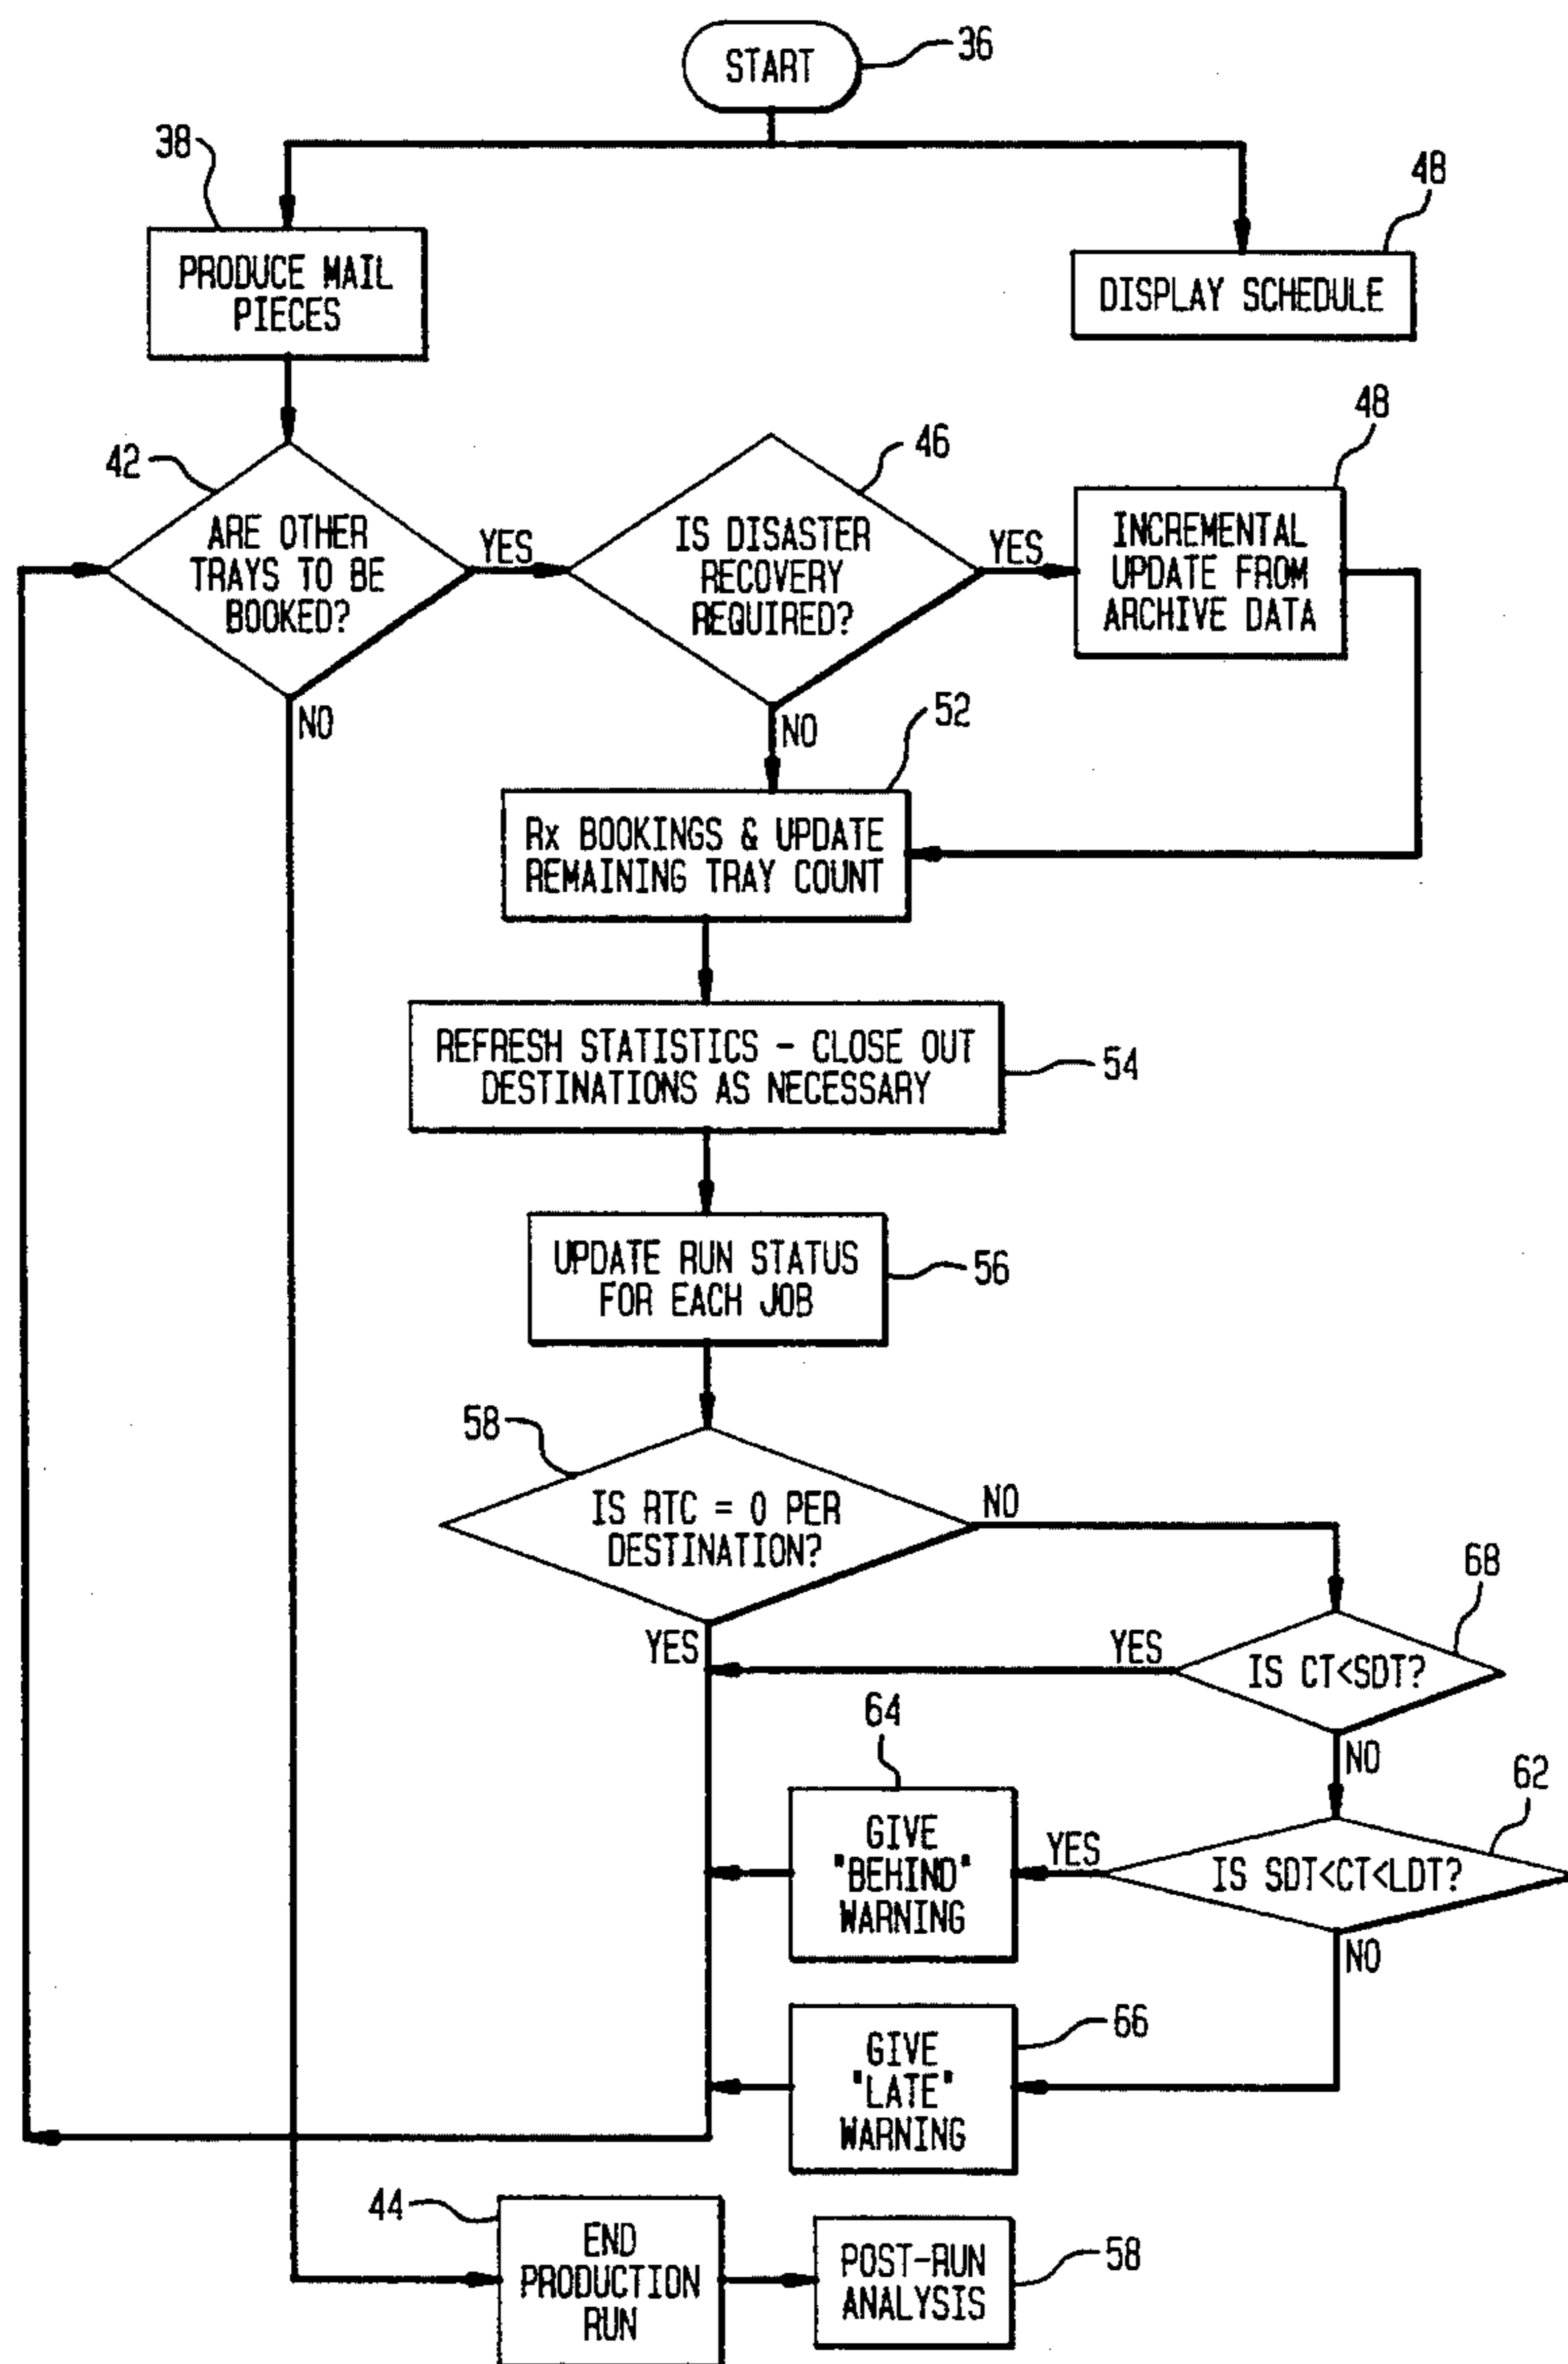 START
36
38
48
PRODUCE MAIL
PIECES
DISPLAY SCHEDULE
42
46
48
ARE OTHER
TRAYS TO BE
BOOKED?
YES
IS DISASTER
RECOVERY
REQUIRED?
YES
INCREMENTAL
UPDATE FROM
ARCHIVE DATA
NO
NO
52
Rx BOOKINGS & UPDATE
REMAINING TRAY COUNT
REFRESH STATISTICS - CLOSE OUT
DESTINATIONS AS NECESSARY
54
UPDATE RUN STATUS
FOR EACH JOB
56
58
IS RTC = 0 PER
DESTINATION?
NO
68
YES
YES
IS CT<SDT?
NO
64
62
GIVE
"BEHIND"
WARNING
YES
IS SDT<CT<LDT?
NO
66
GIVE
"LATE"
WARNING
44
END
PRODUCTION
RUN
POST-RUN
ANALYSIS
58